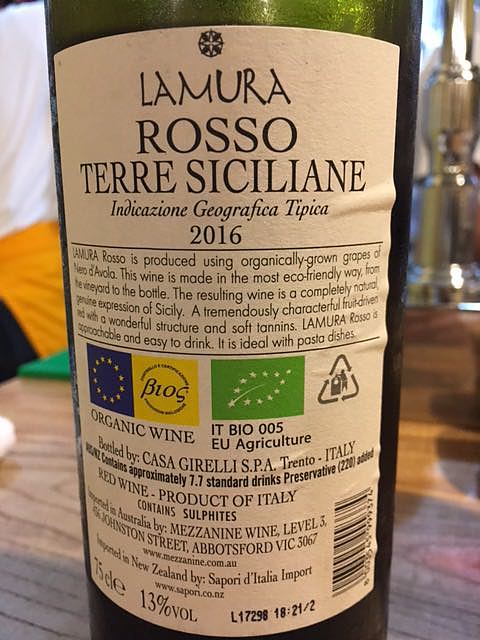 LAMURA
ROSSO
TERRE SICILIANE
Indicazione Geografica Tipica
2016
LAMURA Rosso is produced using organically-grown grapes of
Nero d'Avola. This wine is made in the most eco-friendly way, from
the vineyard to the bottle. The resulting wine is a completely natural,
genuine expression of Sicily. A tremendously characterful fruit-driven
red with a wonderful structure and soft tannins. LAMURA Rosso is
approachable and easy to drink. It is ideal with pasta dishes.
βιος
ORGANIC WINE
IT BIO 005
EU Agriculture
Bottled by: CASA GIRELLI S.P.A. Trento - ITALY
Contains approximately 7.7 standard drinks Preservative (220) added
RED WINE - PRODUCT OF ITALY
CONTAINS SULPHITES
Imported in Australia by: MEZZANINE WINE, LEVEL 3,
JOHNSTON STREET, ABBOTSFORD VIC 3067
www.mezzanine.com.au
Imported in New Zealand by: Sapori d'Italia Import
www.sapori.co.nz
75cl e 13%VOL
L17298 18:21/2